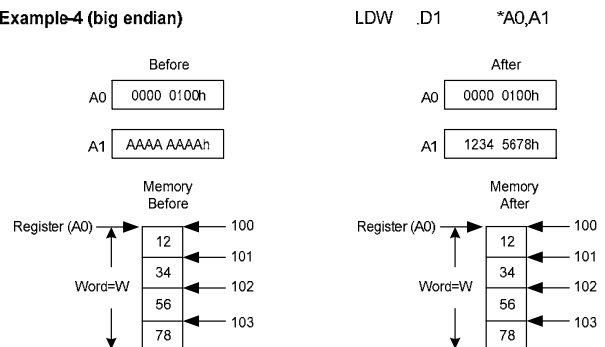 Example-4 (big endian) LDW .D1 *A0,A1
Before After
A0 0000 0100h A0 0000 0100h
A1 AAAA AAAAh A1 1234 5678h
Memory Before Memory After
Register (A0) 100 Register (A0) 100
12 12
101 101
34 34
Word=W 102 Word=W 102
56 56
103 103
78 78